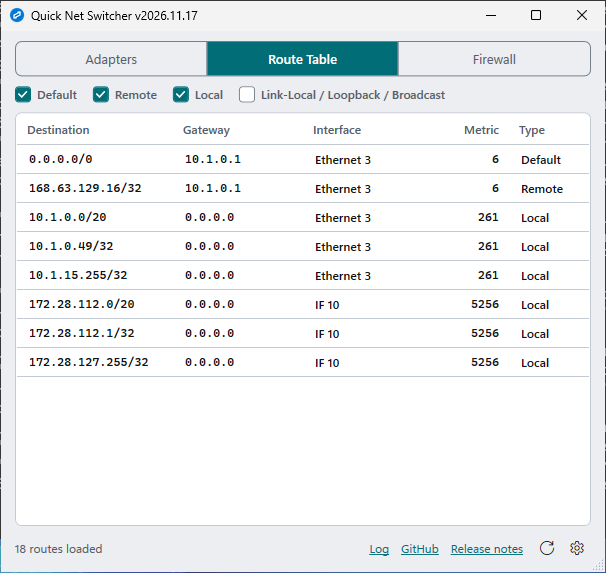 Quick Net Switcher v2026.11.17
Adapters Route Table Firewall
Default Remote Local Link-Local / Loopback / Broadcast
Destination Gateway Interface Metric Type
0.0.0.0/0 10.1.0.1 Ethernet 3 6 Default
168.63.129.16/32 10.1.0.1 Ethernet 3 6 Remote
10.1.0.0/20 0.0.0.0 Ethernet 3 261 Local
10.1.0.49/32 0.0.0.0 Ethernet 3 261 Local
10.1.15.255/32 0.0.0.0 Ethernet 3 261 Local
172.28.112.0/20 0.0.0.0 IF 10 5256 Local
172.28.112.1/32 0.0.0.0 IF 10 5256 Local
172.28.127.255/32 0.0.0.0 IF 10 5256 Local
18 routes loaded Log GitHub Release notes